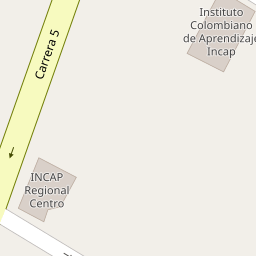 Instituto
Colombiano
de Aprendizaje
Incap
Carrera 5
INCAP
Regional
Centro